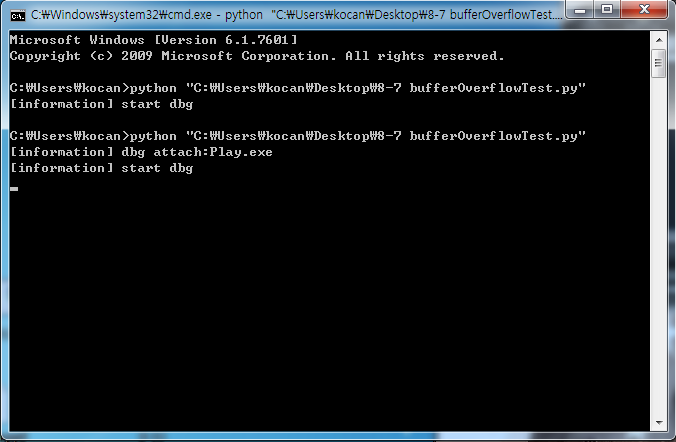 C:₩Windows₩system32₩cmd.exe - python  "C:₩Users₩kocan₩Desktop₩8-7 bufferOverflowTest....
Microsoft Windows [Version 6.1.7601]
Copyright (c) 2009 Microsoft Corporation. All rights reserved.
C:₩Users₩kocan>python "C:₩Users₩kocan₩Desktop₩8-7 bufferOverflowTest.py"
[information] start dbg
C:₩Users₩kocan>python "C:₩Users₩kocan₩Desktop₩8-7 bufferOverflowTest.py"
[information] dbg attach:Play.exe
[information] start dbg